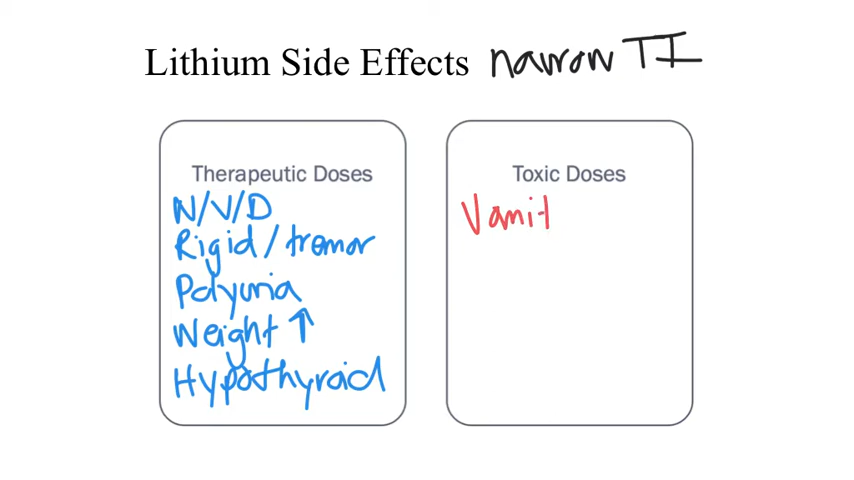 Lithium Side Effects narrow TI
Therapeutic Doses
N/V/D
Rigid/tremor
Polyuria
Weight ↑
Hypothyroid
Toxic Doses
Vomit